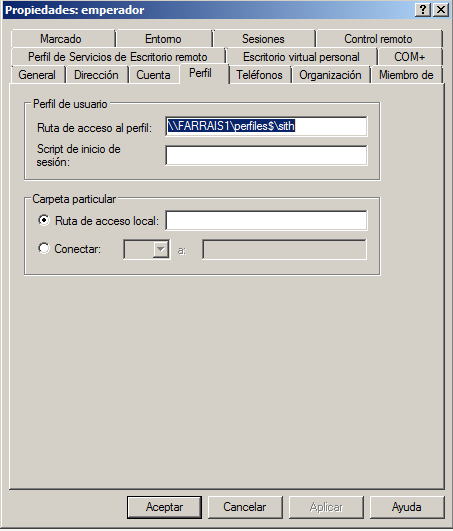 Propiedades: emperador
Marcado Entorno Sesiones Control remoto
Perfil de Servicios de Escritorio remoto Escritorio virtual personal COM+
General Dirección Cuenta Perfil Teléfonos Organización Miembro de
Perfil de usuario
Ruta de acceso al perfil: \\FARRAIS1\perfiles$\sith
Script de inicio de
sesión:
Carpeta particular
Ruta de acceso local:
Conectar: a:
Aceptar Cancelar Aplicar Ayuda